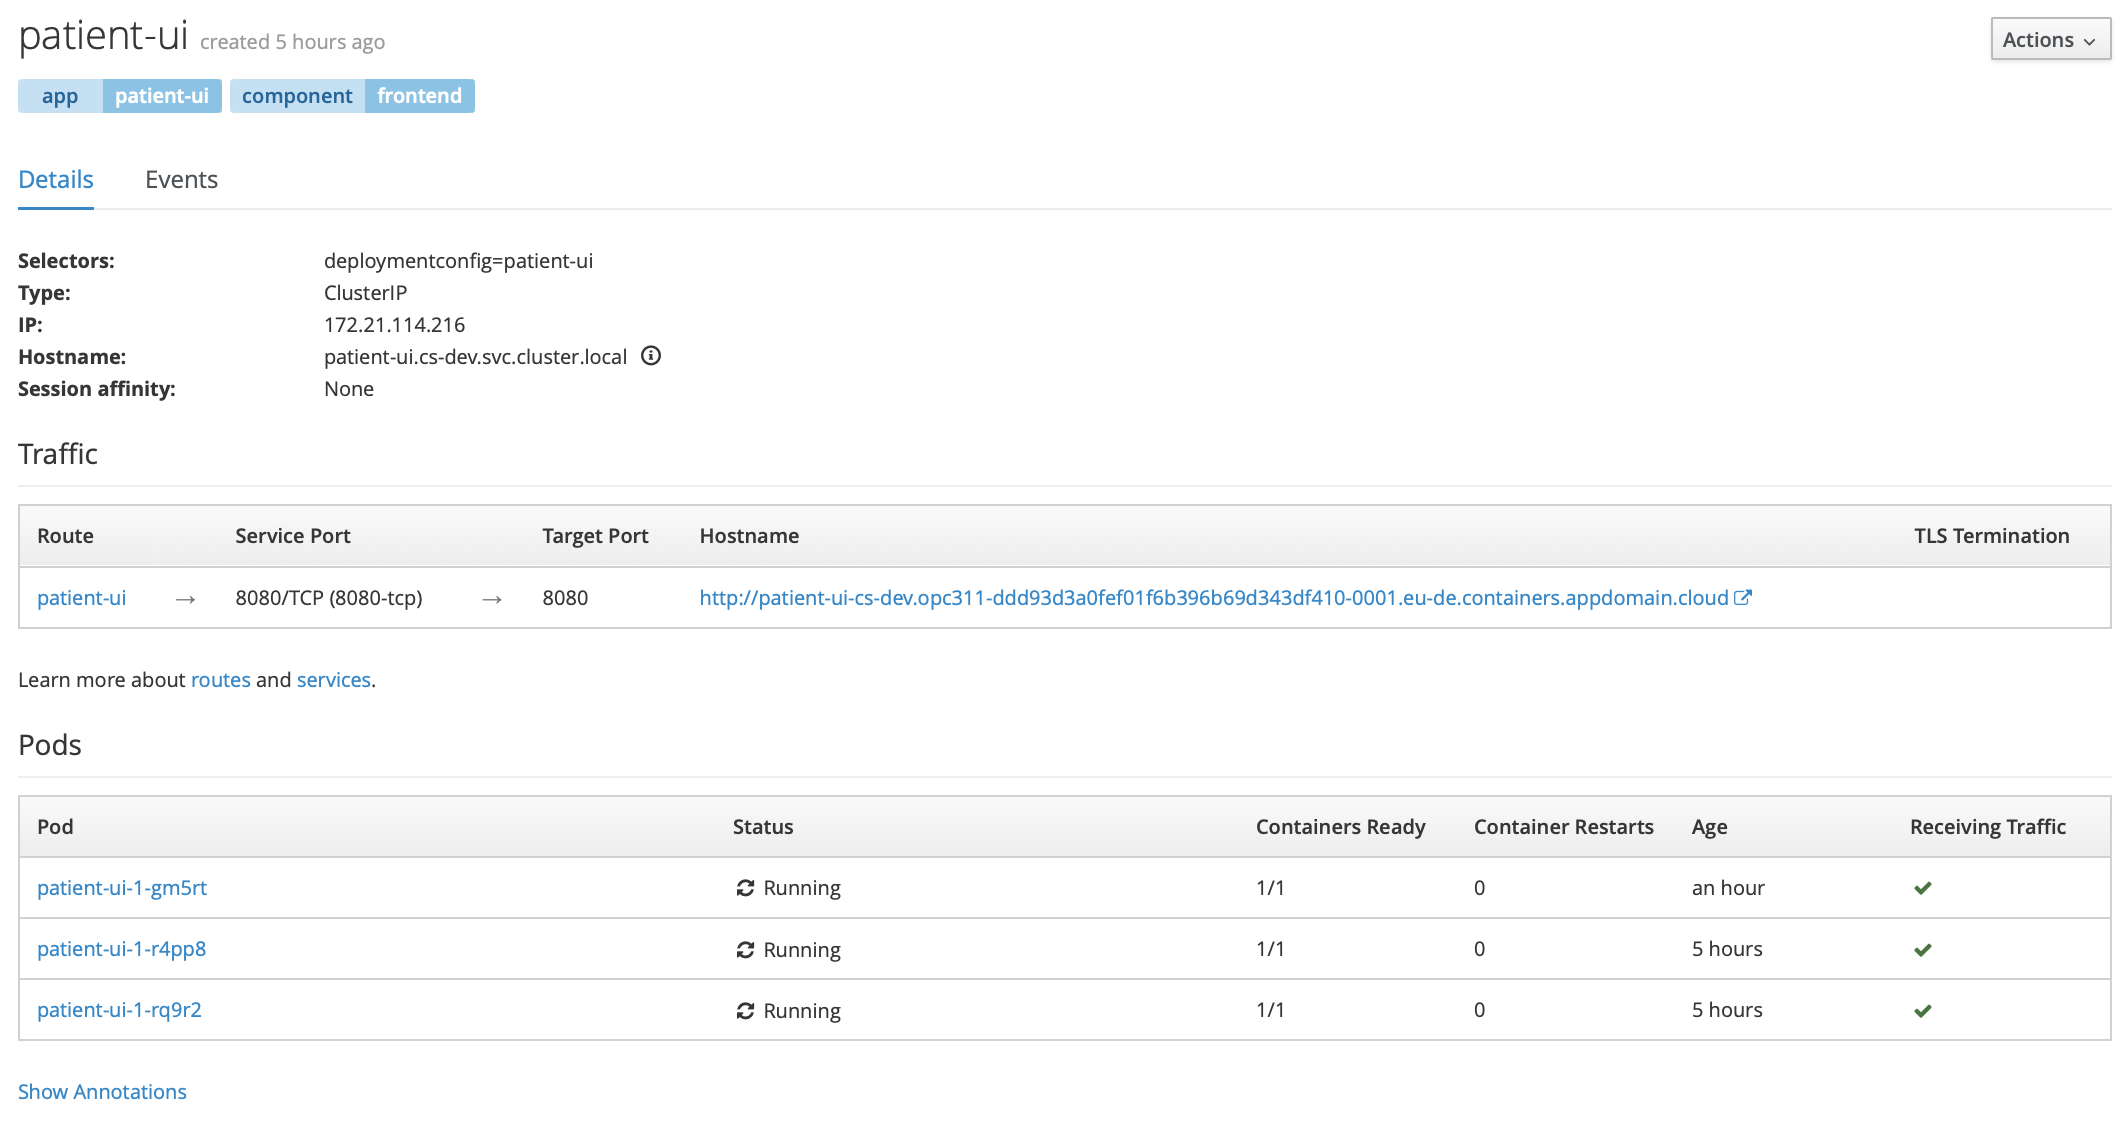 patient-ui created 5 hours ago
Actions
app patient-ui component frontend
Details Events
Selectors: deploymentconfig=patient-ui
Type: ClusterIP
IP: 172.21.114.216
Hostname: patient-ui.cs-dev.svc.cluster.local
Session affinity: None
Traffic
Route Service Port Target Port Hostname TLS Termination
patient-ui → 8080/TCP (8080-tcp) → 8080 http://patient-ui-cs-dev.opc311-ddd93d3a0fef01f6b396b69d343df410-0001.eu-de.containers.appdomain.cloud
Learn more about routes and services.
Pods
Pod Status Containers Ready Container Restarts Age Receiving Traffic
patient-ui-1-gm5rt Running 1/1 0 an hour
patient-ui-1-r4pp8 Running 1/1 0 5 hours
patient-ui-1-rq9r2 Running 1/1 0 5 hours
Show Annotations